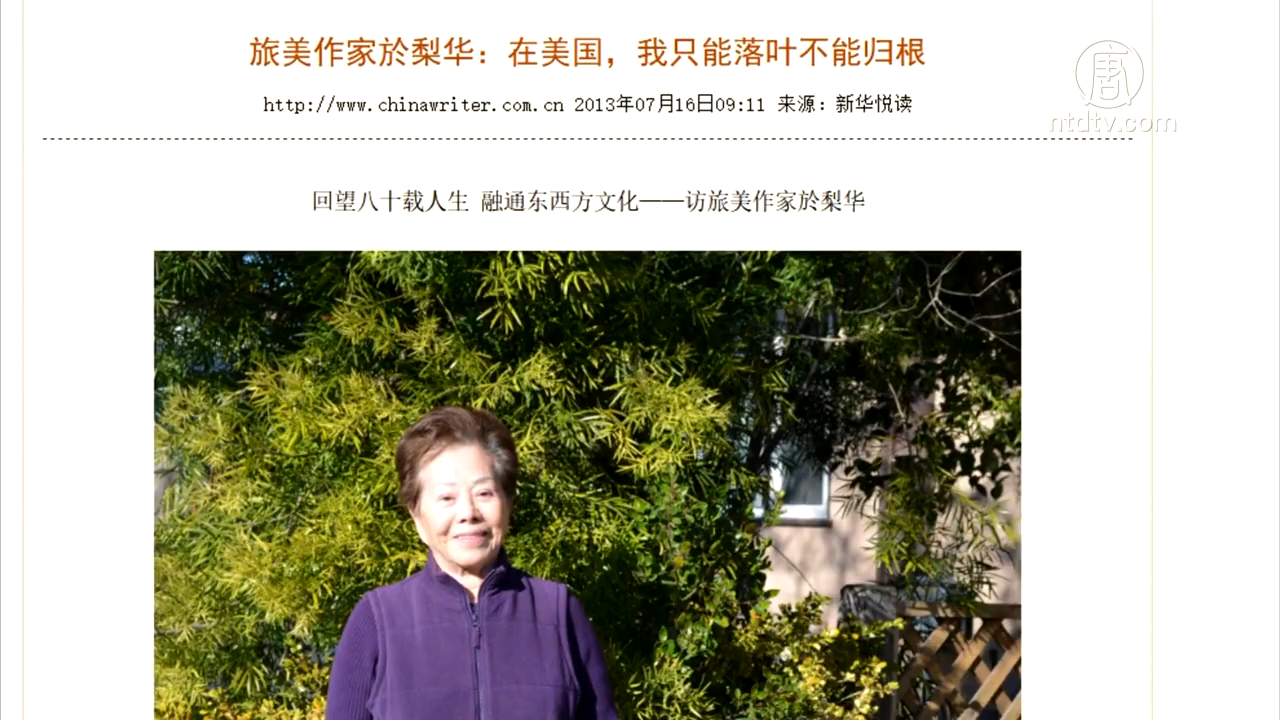 旅美作家於梨华：在美国，我只能落叶不能归根
http://www.chinawriter.com.cn 2013年07月16日09:11 来源：新华悦读
回望八十载人生 融通东西方文化——访旅美作家於梨华
唐
ntdtv.com